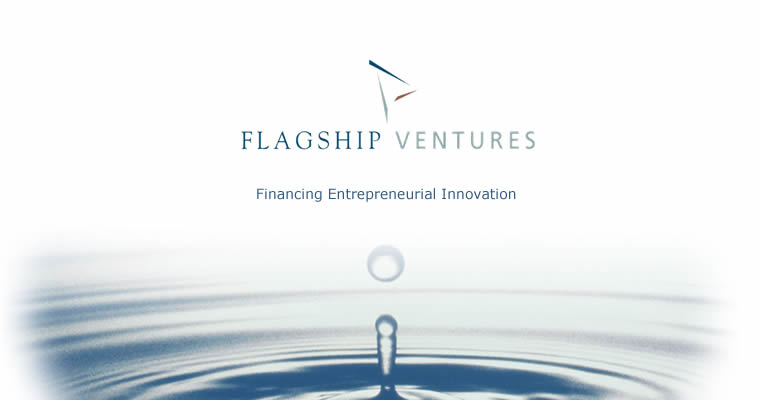 FLAGSHIP VENTURES
Financing Entrepreneurial Innovation